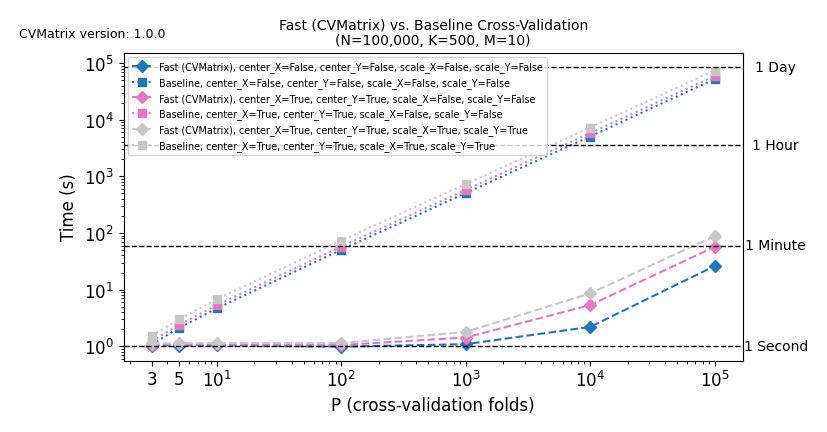 CVMatrix version: 1.0.0
Fast (CVMatrix) vs. Baseline Cross-Validation
(N=100,000, K=500, M=10)
Fast (CVMatrix), center_X=False, center_Y=False, scale_X=False, scale_Y=False
Baseline, center_X=False, center_Y=False, scale_X=False, scale_Y=False
Fast (CVMatrix), center_X=True, center_Y=True, scale_X=False, scale_Y=False
Baseline, center_X=True, center_Y=True, scale_X=False, scale_Y=False
Fast (CVMatrix), center_X=True, center_Y=True, scale_X=True, scale_Y=True
Baseline, center_X=True, center_Y=True, scale_X=True, scale_Y=True
Time (s)
10⁵
10⁴
10³
10²
10¹
10⁰
1 Day
1 Hour
1 Minute
1 Second
3 5 10¹ 10² 10³ 10⁴ 10⁵
P (cross-validation folds)